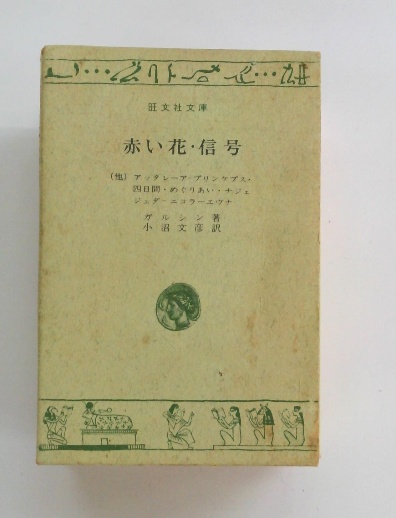 旺文社文庫
赤い花・信号
(他) アッタレーア・プリンケプス・
四日間・めぐりあい・ナジェ
ジェダ・ニコラーエヴナ
ガルシン著
小沼文彦訳